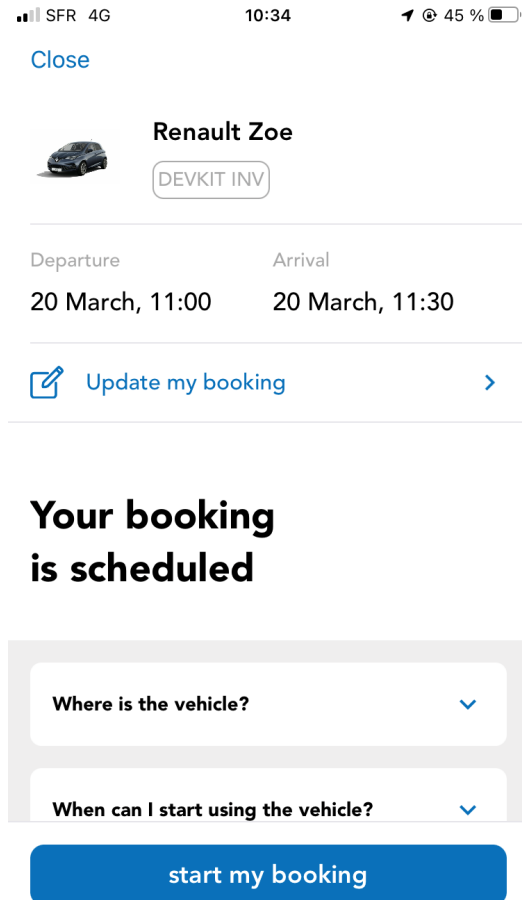 SFR 4G 10:34 45 %
Close
Renault Zoe
DEVKIT INV
Departure Arrival
20 March, 11:00 20 March, 11:30
Update my booking
Your booking
is scheduled
Where is the vehicle?
When can I start using the vehicle?
start my booking